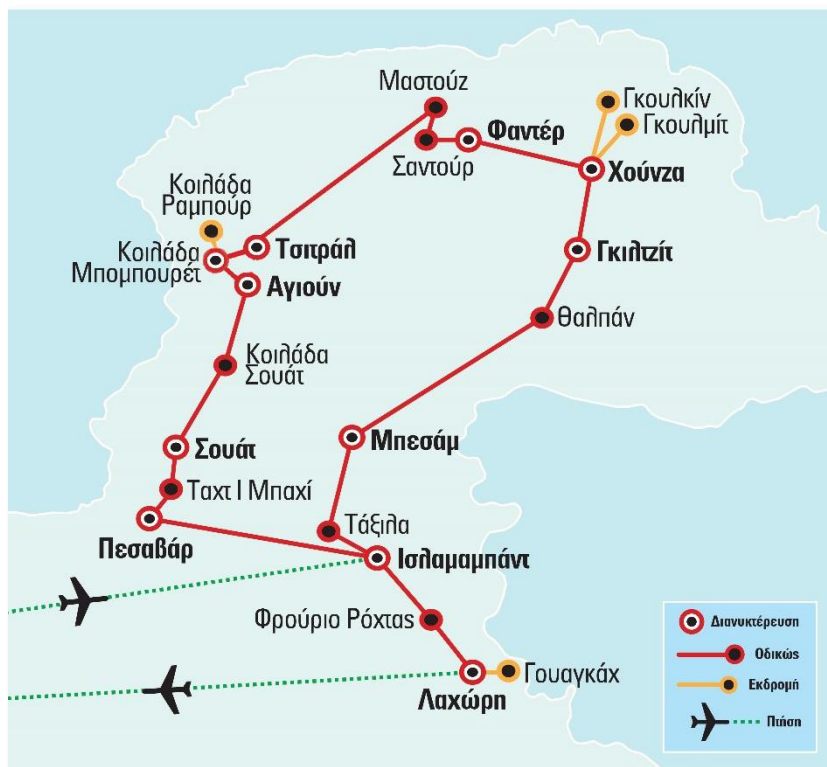 Μαστούζ
Γκουλκίν
Γκουλμίτ
Φαντέρ
Σαντούρ
Χούνζα
Κοιλάδα
Ραμπούρ
Τσιτράλ
Κοιλάδα
Μπομπουρέτ
Γκιλτζίτ
Αγιούν
Θαλπάν
Κοιλάδα
Σουάτ
Σουάτ
Μπεσάμ
Ταχτ Ι Μπαχί
Τάξιλα
Πεσαβάρ
Ισλαμαμπάντ
Φρούριο Ρόχτας
Γουαγκάχ
Λαχώρη
Διανυκτέρευση
Οδικώς
Εκδρομή
Πτήση